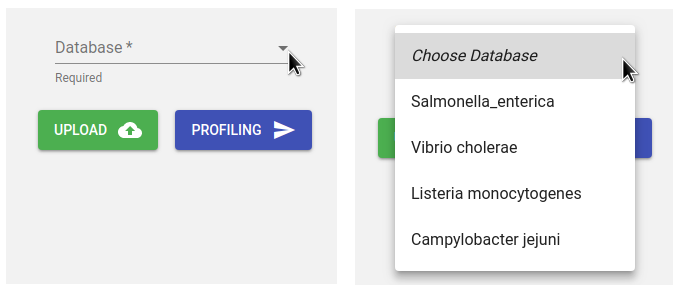 Database *
Required
UPLOAD
PROFILING
Choose Database
Salmonella_enterica
Vibrio cholerae
Listeria monocytogenes
Campylobacter jejuni